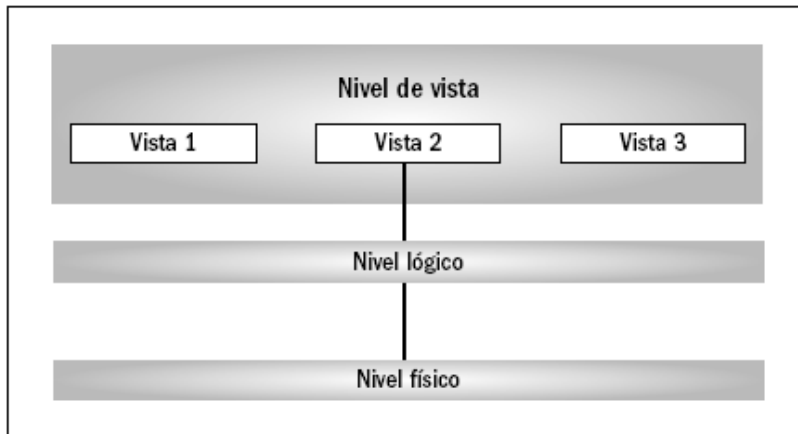 Nivel de vista
Vista 1
Vista 2
Vista 3
Nivel lógico
Nivel físico